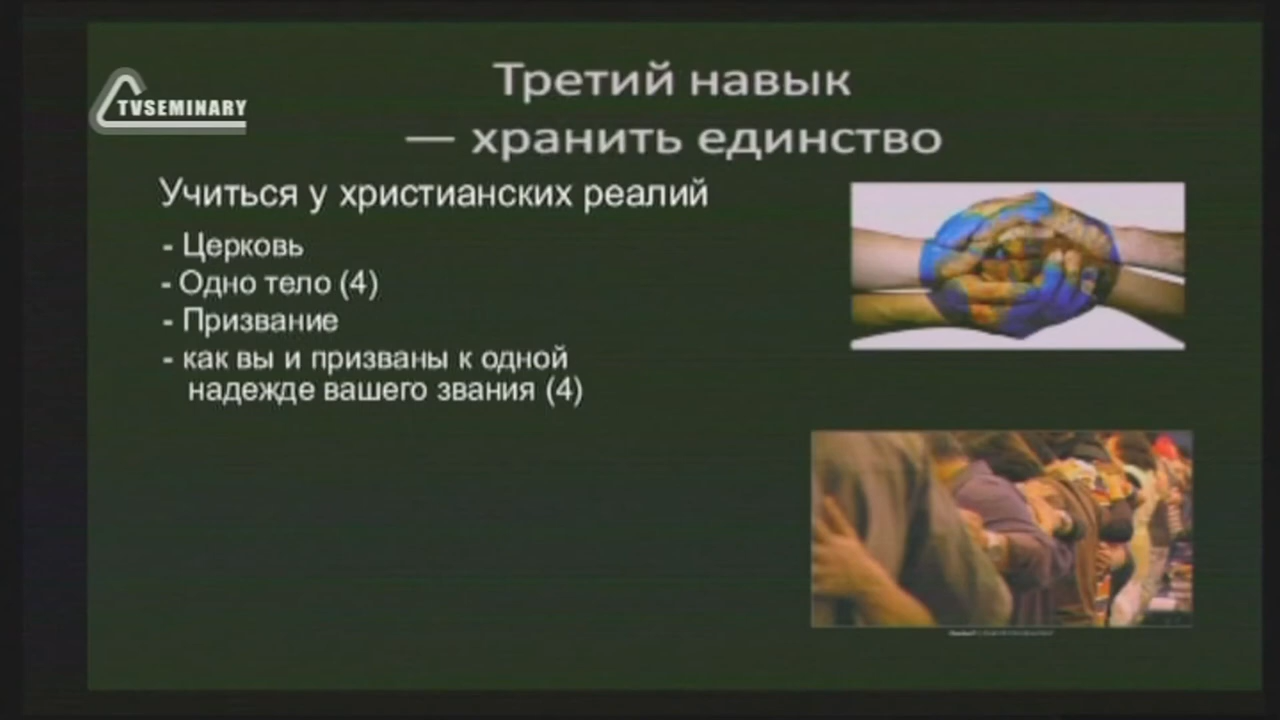 TVSEMINARY
Третий навык
— хранить единство
Учиться у христианских реалий
- Церковь
- Одно тело (4)
- Призвание
- как вы и призваны к одной
надежде вашего звания (4)